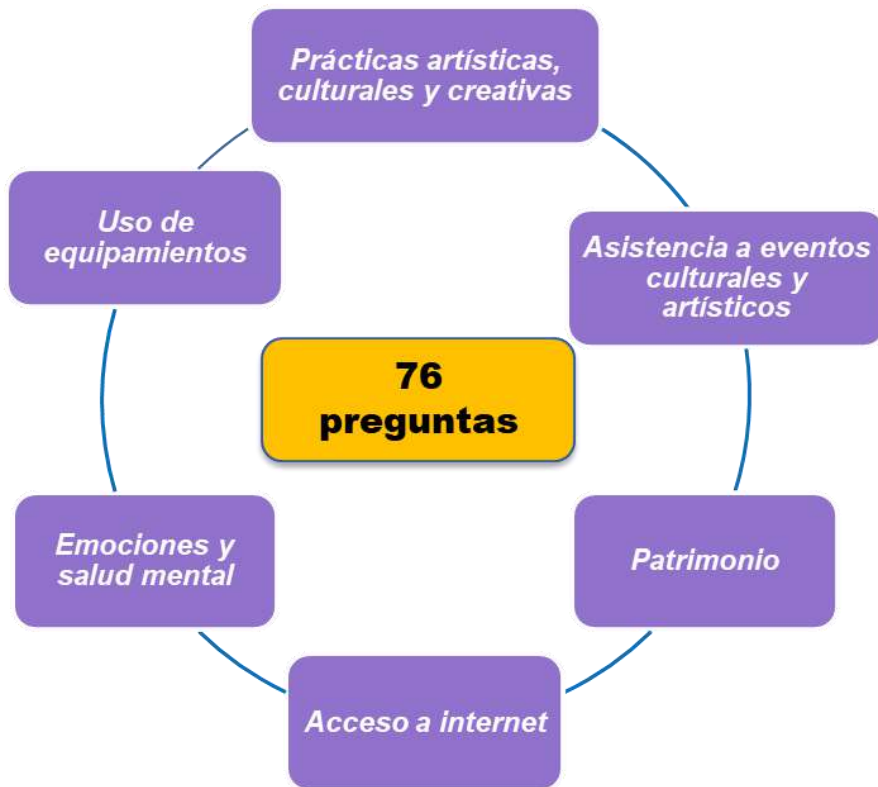 Prácticas artísticas,
culturales y creativas
Asistencia a eventos
culturales y
artísticos
Patrimonio
Acceso a internet
Emociones y
salud mental
Uso de
equipamientos
76
preguntas